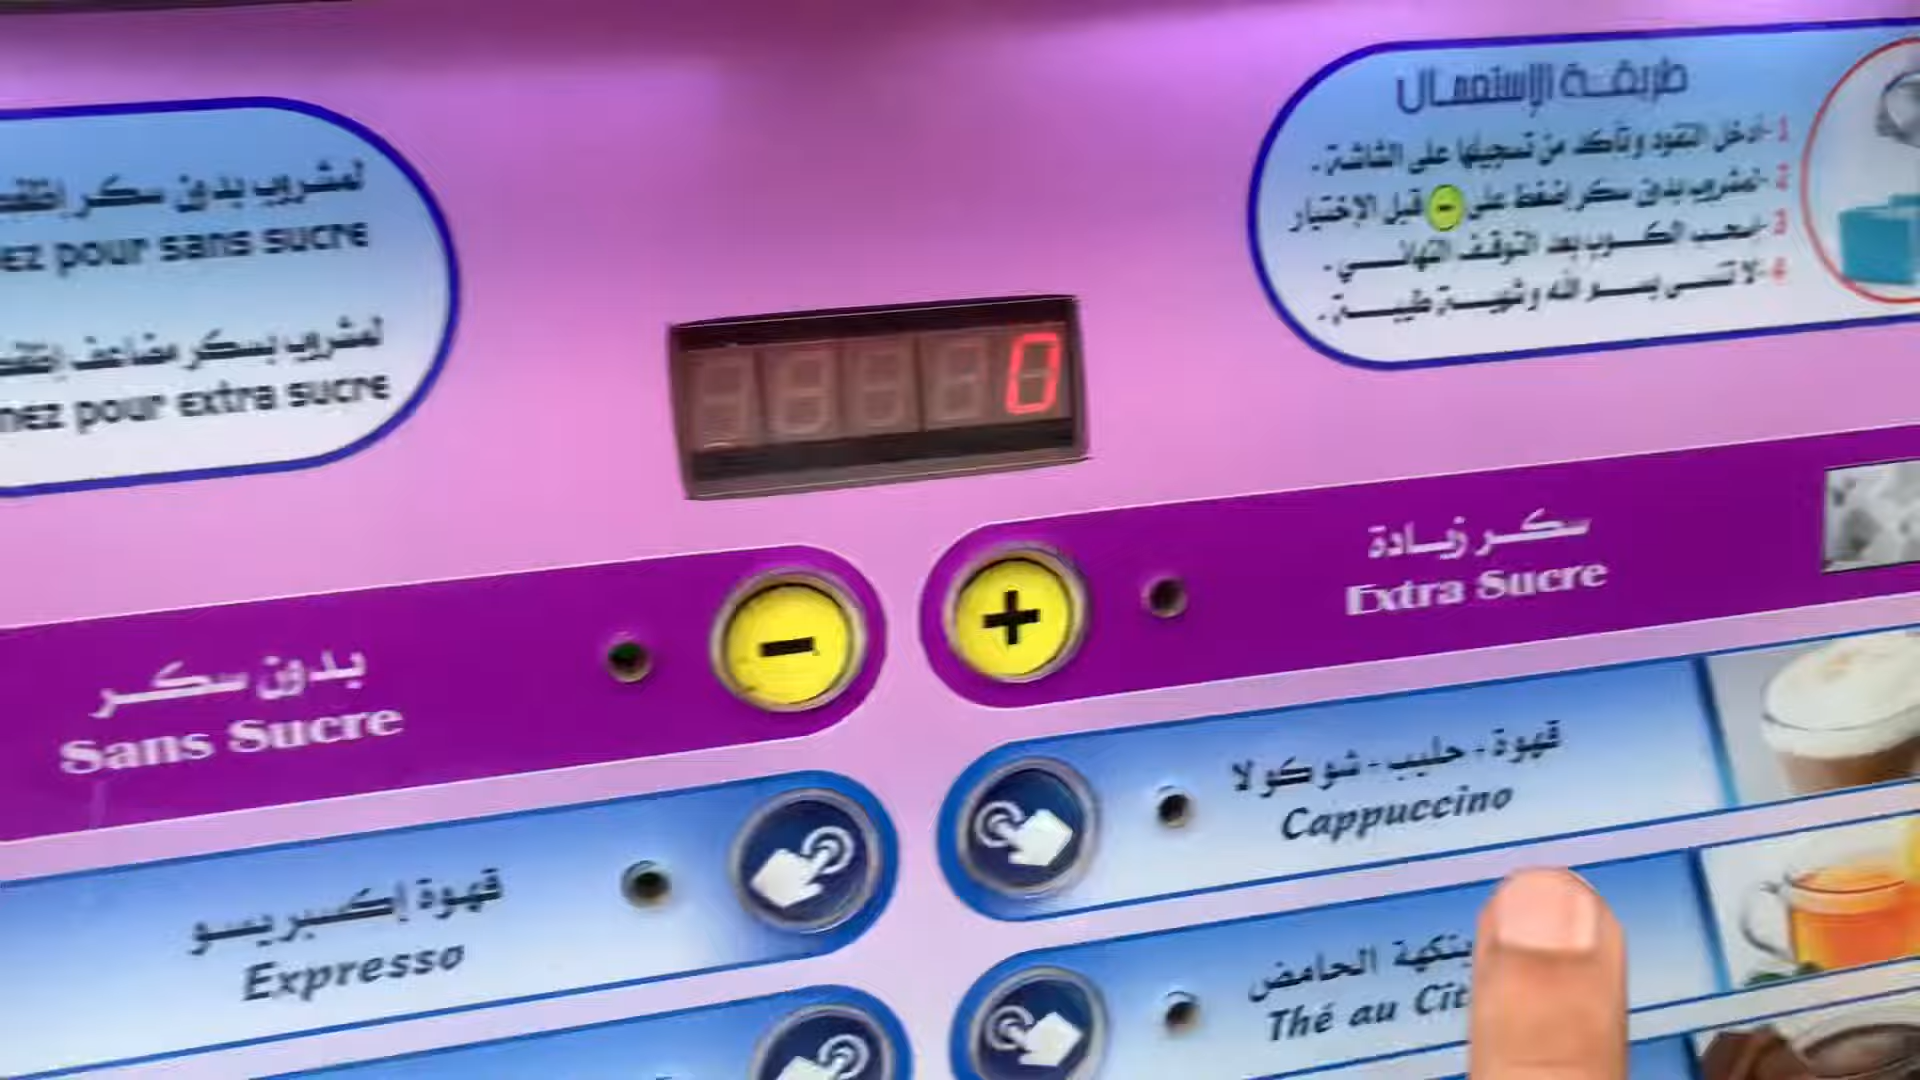 لمشروب بدون سكر إظغط
ez pour sans sucre
لمشروب بسكر مضاعف إظغط
nez pour extra sucre
0
طريقة الإستعمال
1 -أدخل النقود وتأكد من تسجيلها على الشاشة.
2 -لمشروب بدون سكر إضغط على - قبل الإختيار
3 -إسحب الكوب بعد التوقف النهائي.
4 -لا تنسى بسم الله وشهية طيبة.
بدون سكر
Sans Sucre
-
+
سكر زيادة
Extra Sucre
قهوة إكسبريسو
Expresso
قهوة - حليب - شوكولا
Cappuccino
بنكهة الحامض
Thé au Cit